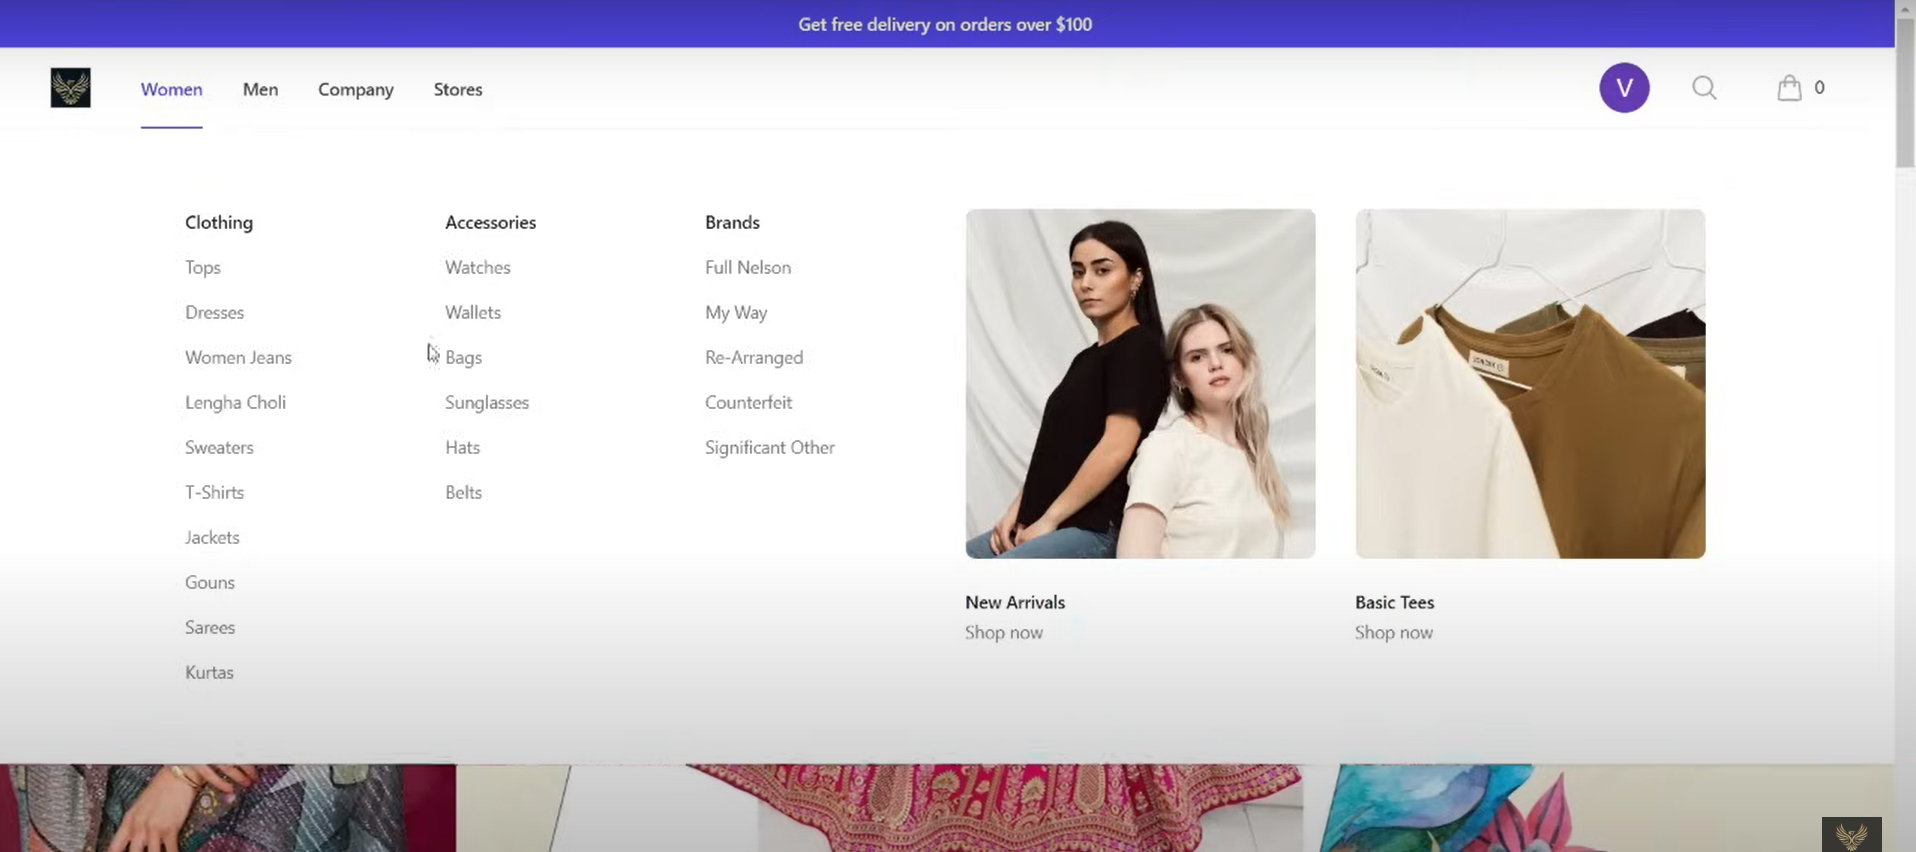 Get free delivery on orders over $100
Women
Men
Company
Stores
V
0
Clothing
Tops
Dresses
Women Jeans
Lengha Choli
Sweaters
T-Shirts
Jackets
Gouns
Sarees
Kurtas
Accessories
Watches
Wallets
Bags
Sunglasses
Hats
Belts
Brands
Full Nelson
My Way
Re-Arranged
Counterfeit
Significant Other
New Arrivals
Shop now
Basic Tees
Shop now